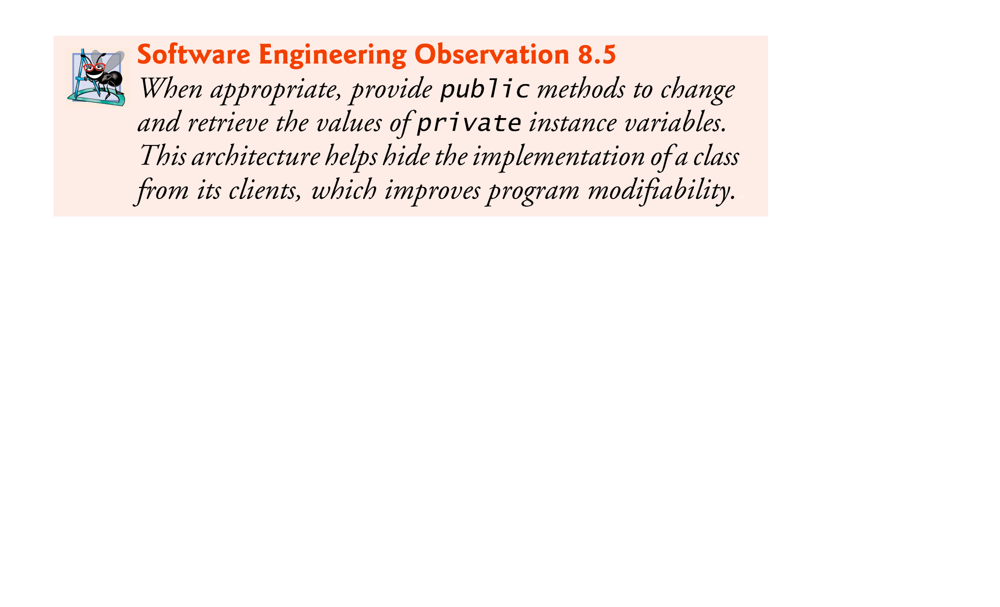 Software Engineering Observation 8.5
When appropriate, provide public methods to change
and retrieve the values of private instance variables.
This architecture helps hide the implementation of a class
from its clients, which improves program modifiability.